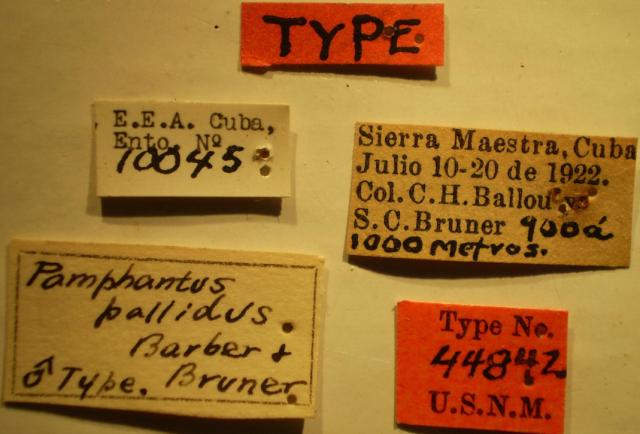 TYPE
E.E.A. Cuba,
Ento. Nº
10045
Sierra Maestra, Cuba
Julio 10-20 de 1922.
Col. C.H. Ballou y
S.C. Bruner 900 á
1000 metros.
Pamphantus
pallidus
Barber &
♂ Type. Bruner
Type No.
44842
U.S.N.M.